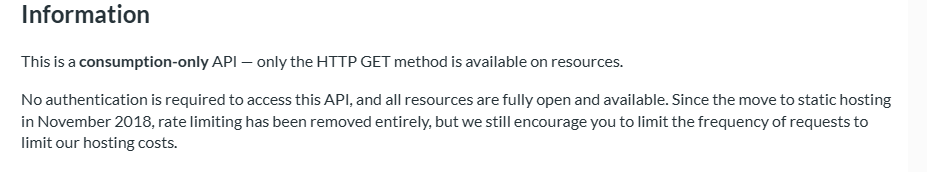 Information
This is a consumption-only API — only the HTTP GET method is available on resources.
No authentication is required to access this API, and all resources are fully open and available. Since the move to static hosting
in November 2018, rate limiting has been removed entirely, but we still encourage you to limit the frequency of requests to
limit our hosting costs.